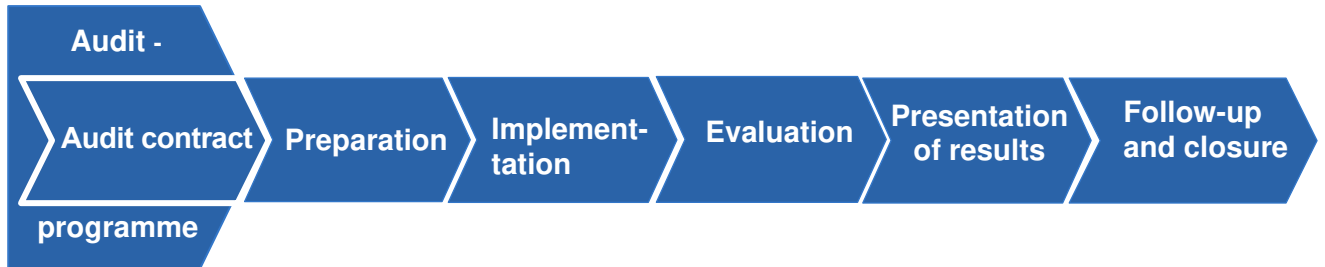 Audit -
Audit contract
programme
Preparation
Implement-
tation
Evaluation
Presentation
of results
Follow-up
and closure